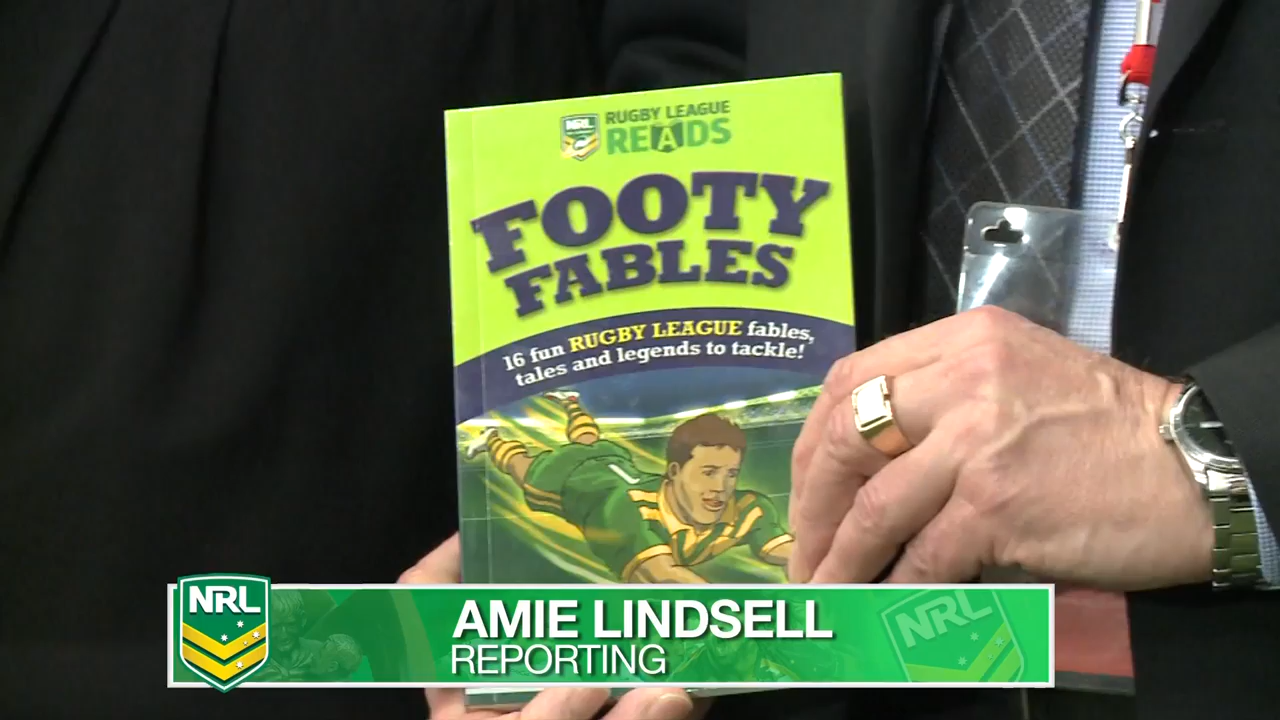 NRL
RUGBY LEAGUE
READS
FOOTY
FABLES
16 fun RUGBY LEAGUE fables,
tales and legends to tackle!
NRL
AMIE LINDSELL
REPORTING
NRL